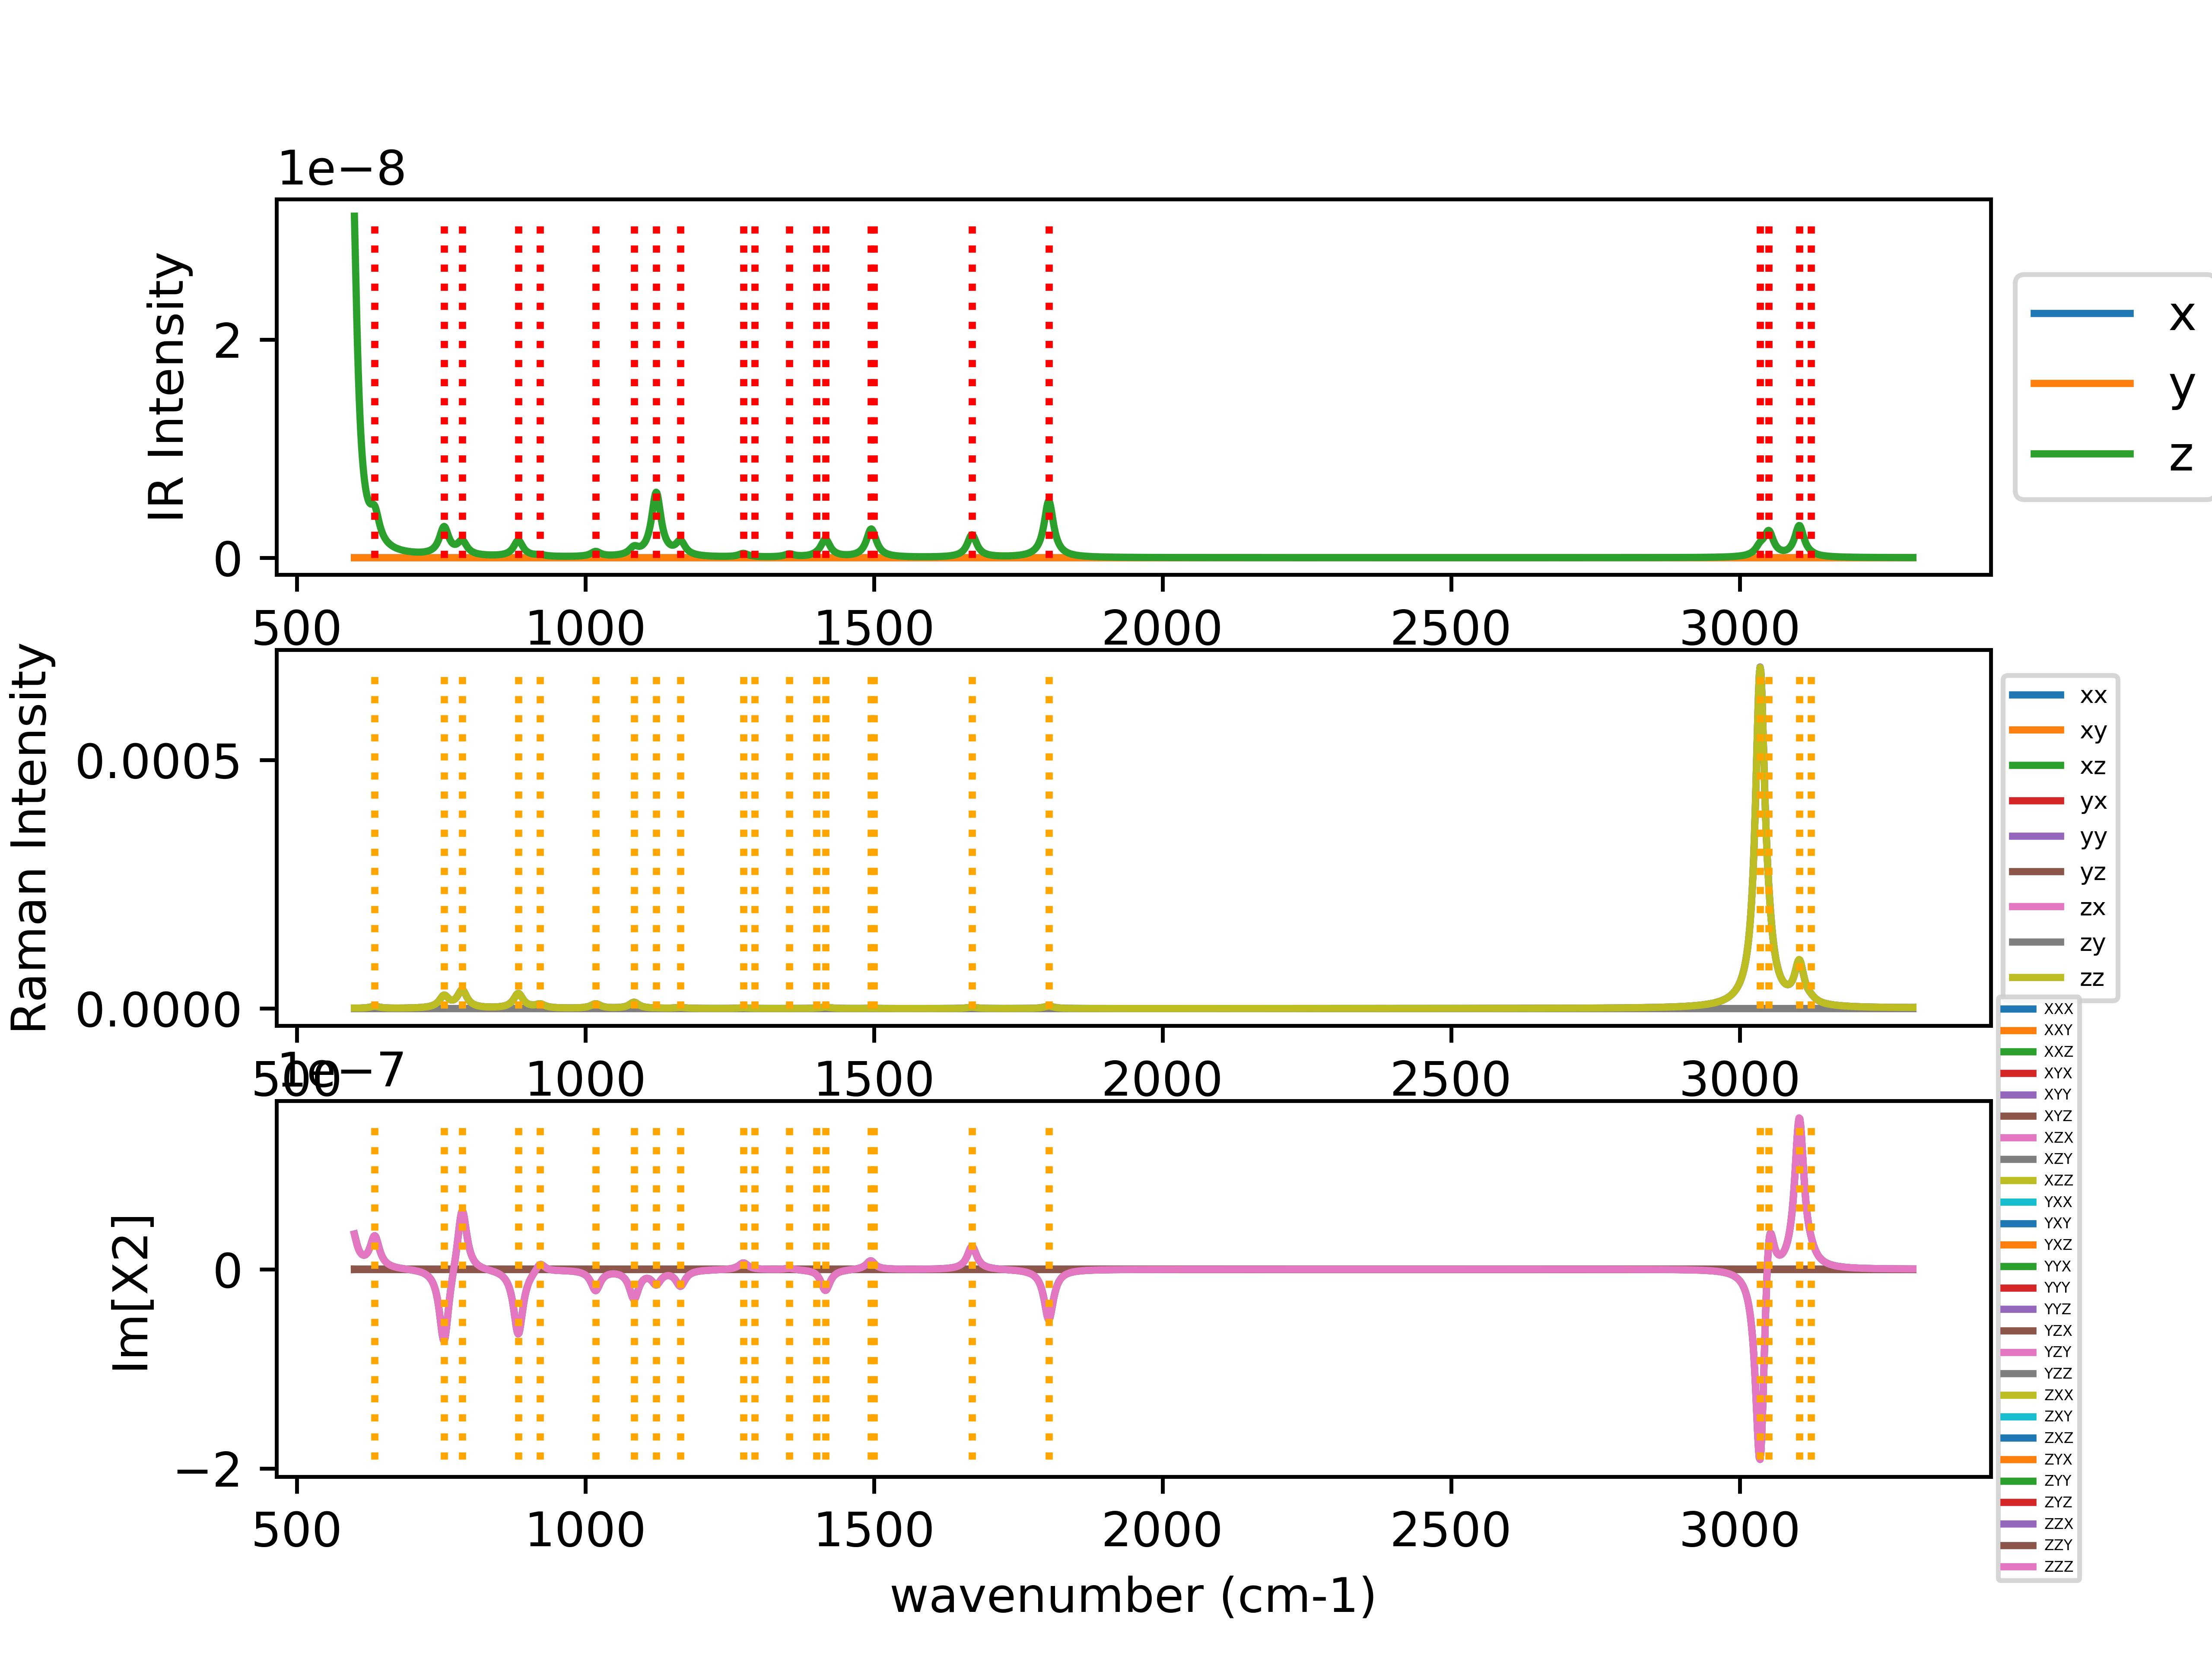 1e−8
IR Intensity
2
0
500 1000 1500 2000 2500 3000
x
y
z
Raman Intensity
0.0005
0.0000
500 1000 1500 2000 2500 3000
xx
xy
xz
yx
yy
yz
zx
zy
zz
1e−7
Im[X2]
0
−2
500 1000 1500 2000 2500 3000
wavenumber (cm-1)
XXX
XXY
XXZ
XYX
XYY
XYZ
XZX
XZY
XZZ
YXX
YXY
YXZ
YYX
YYY
YYZ
YZX
YZY
YZZ
ZXX
ZXY
ZXZ
ZYX
ZYY
ZYZ
ZZX
ZZY
ZZZ